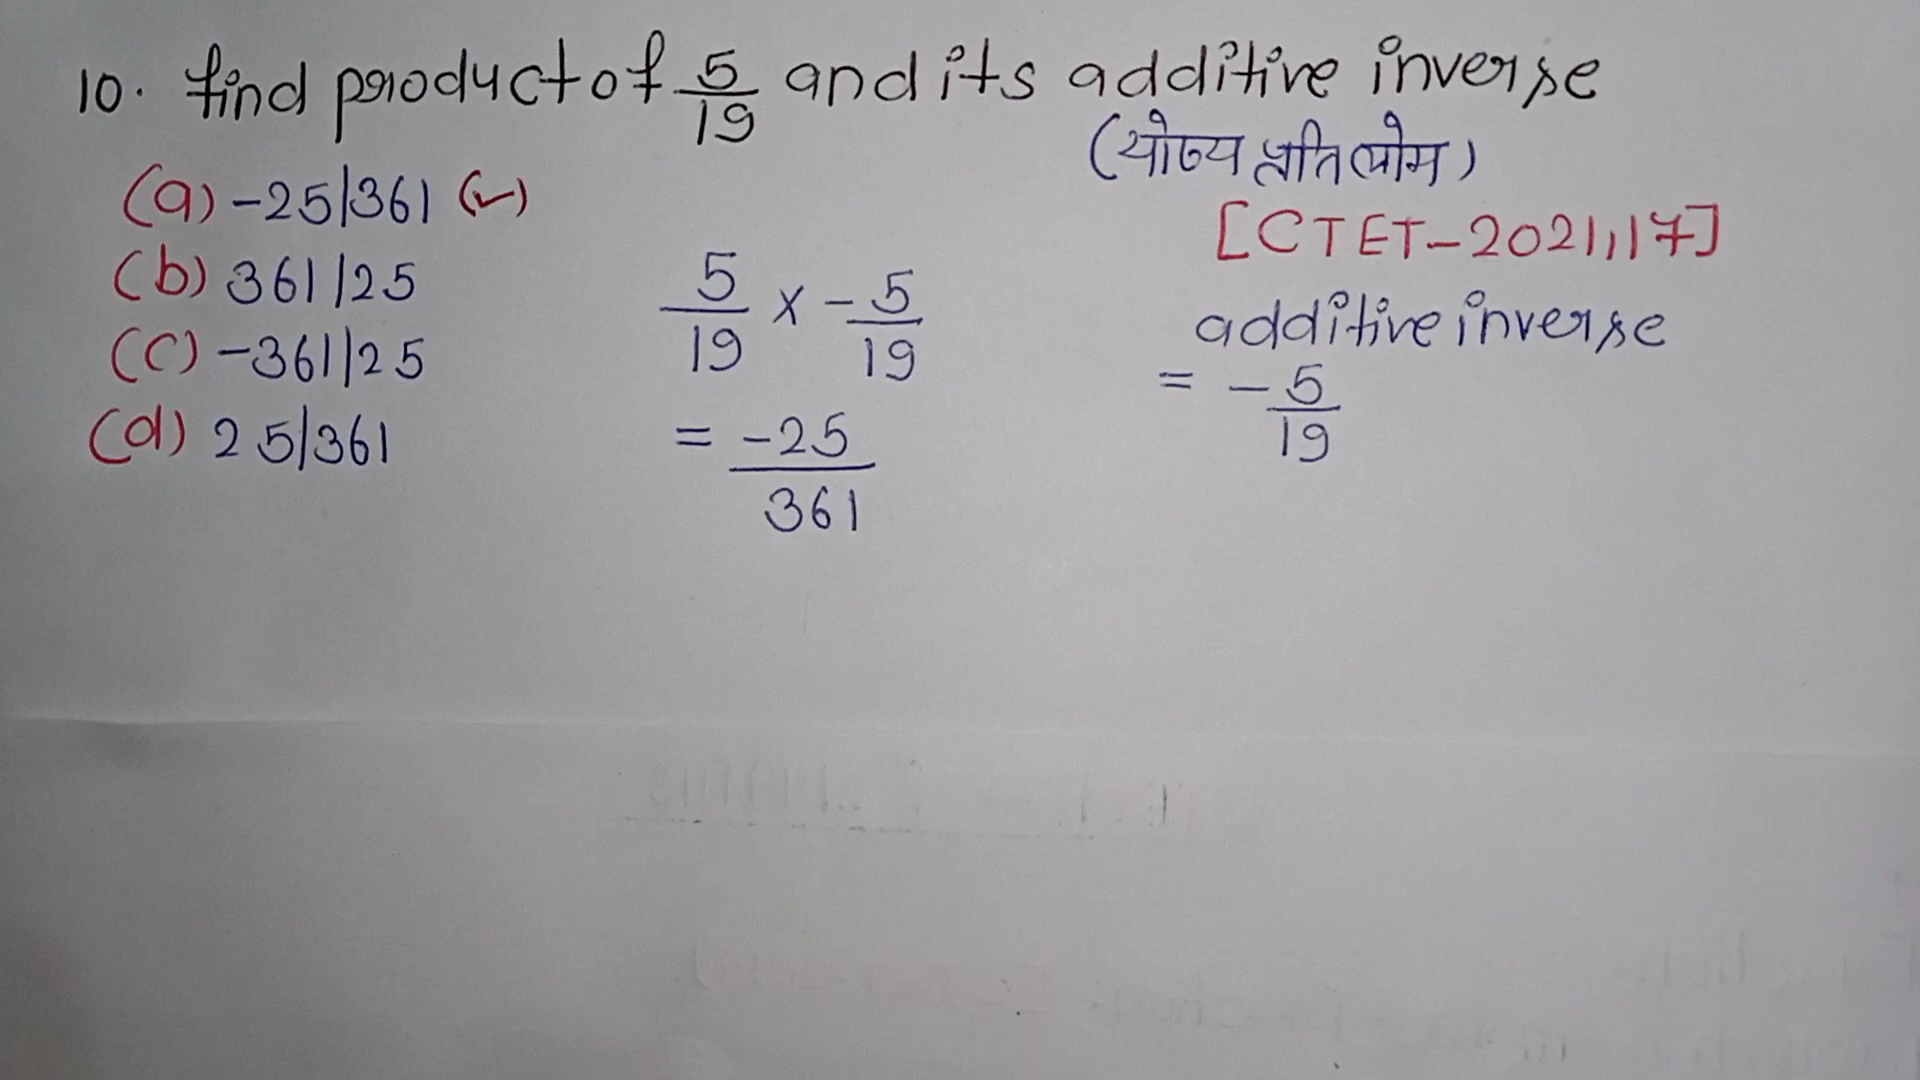 10. find product of 5/19 and its additive inverse
(योज्य प्रतिलोम)
[CTET-2021,17]
(a) -25/361 (✓)
(b) 361/25
(c) -361/25
(d) 25/361
5/19 x -5/19
= -25/361
additive inverse
= -5/19